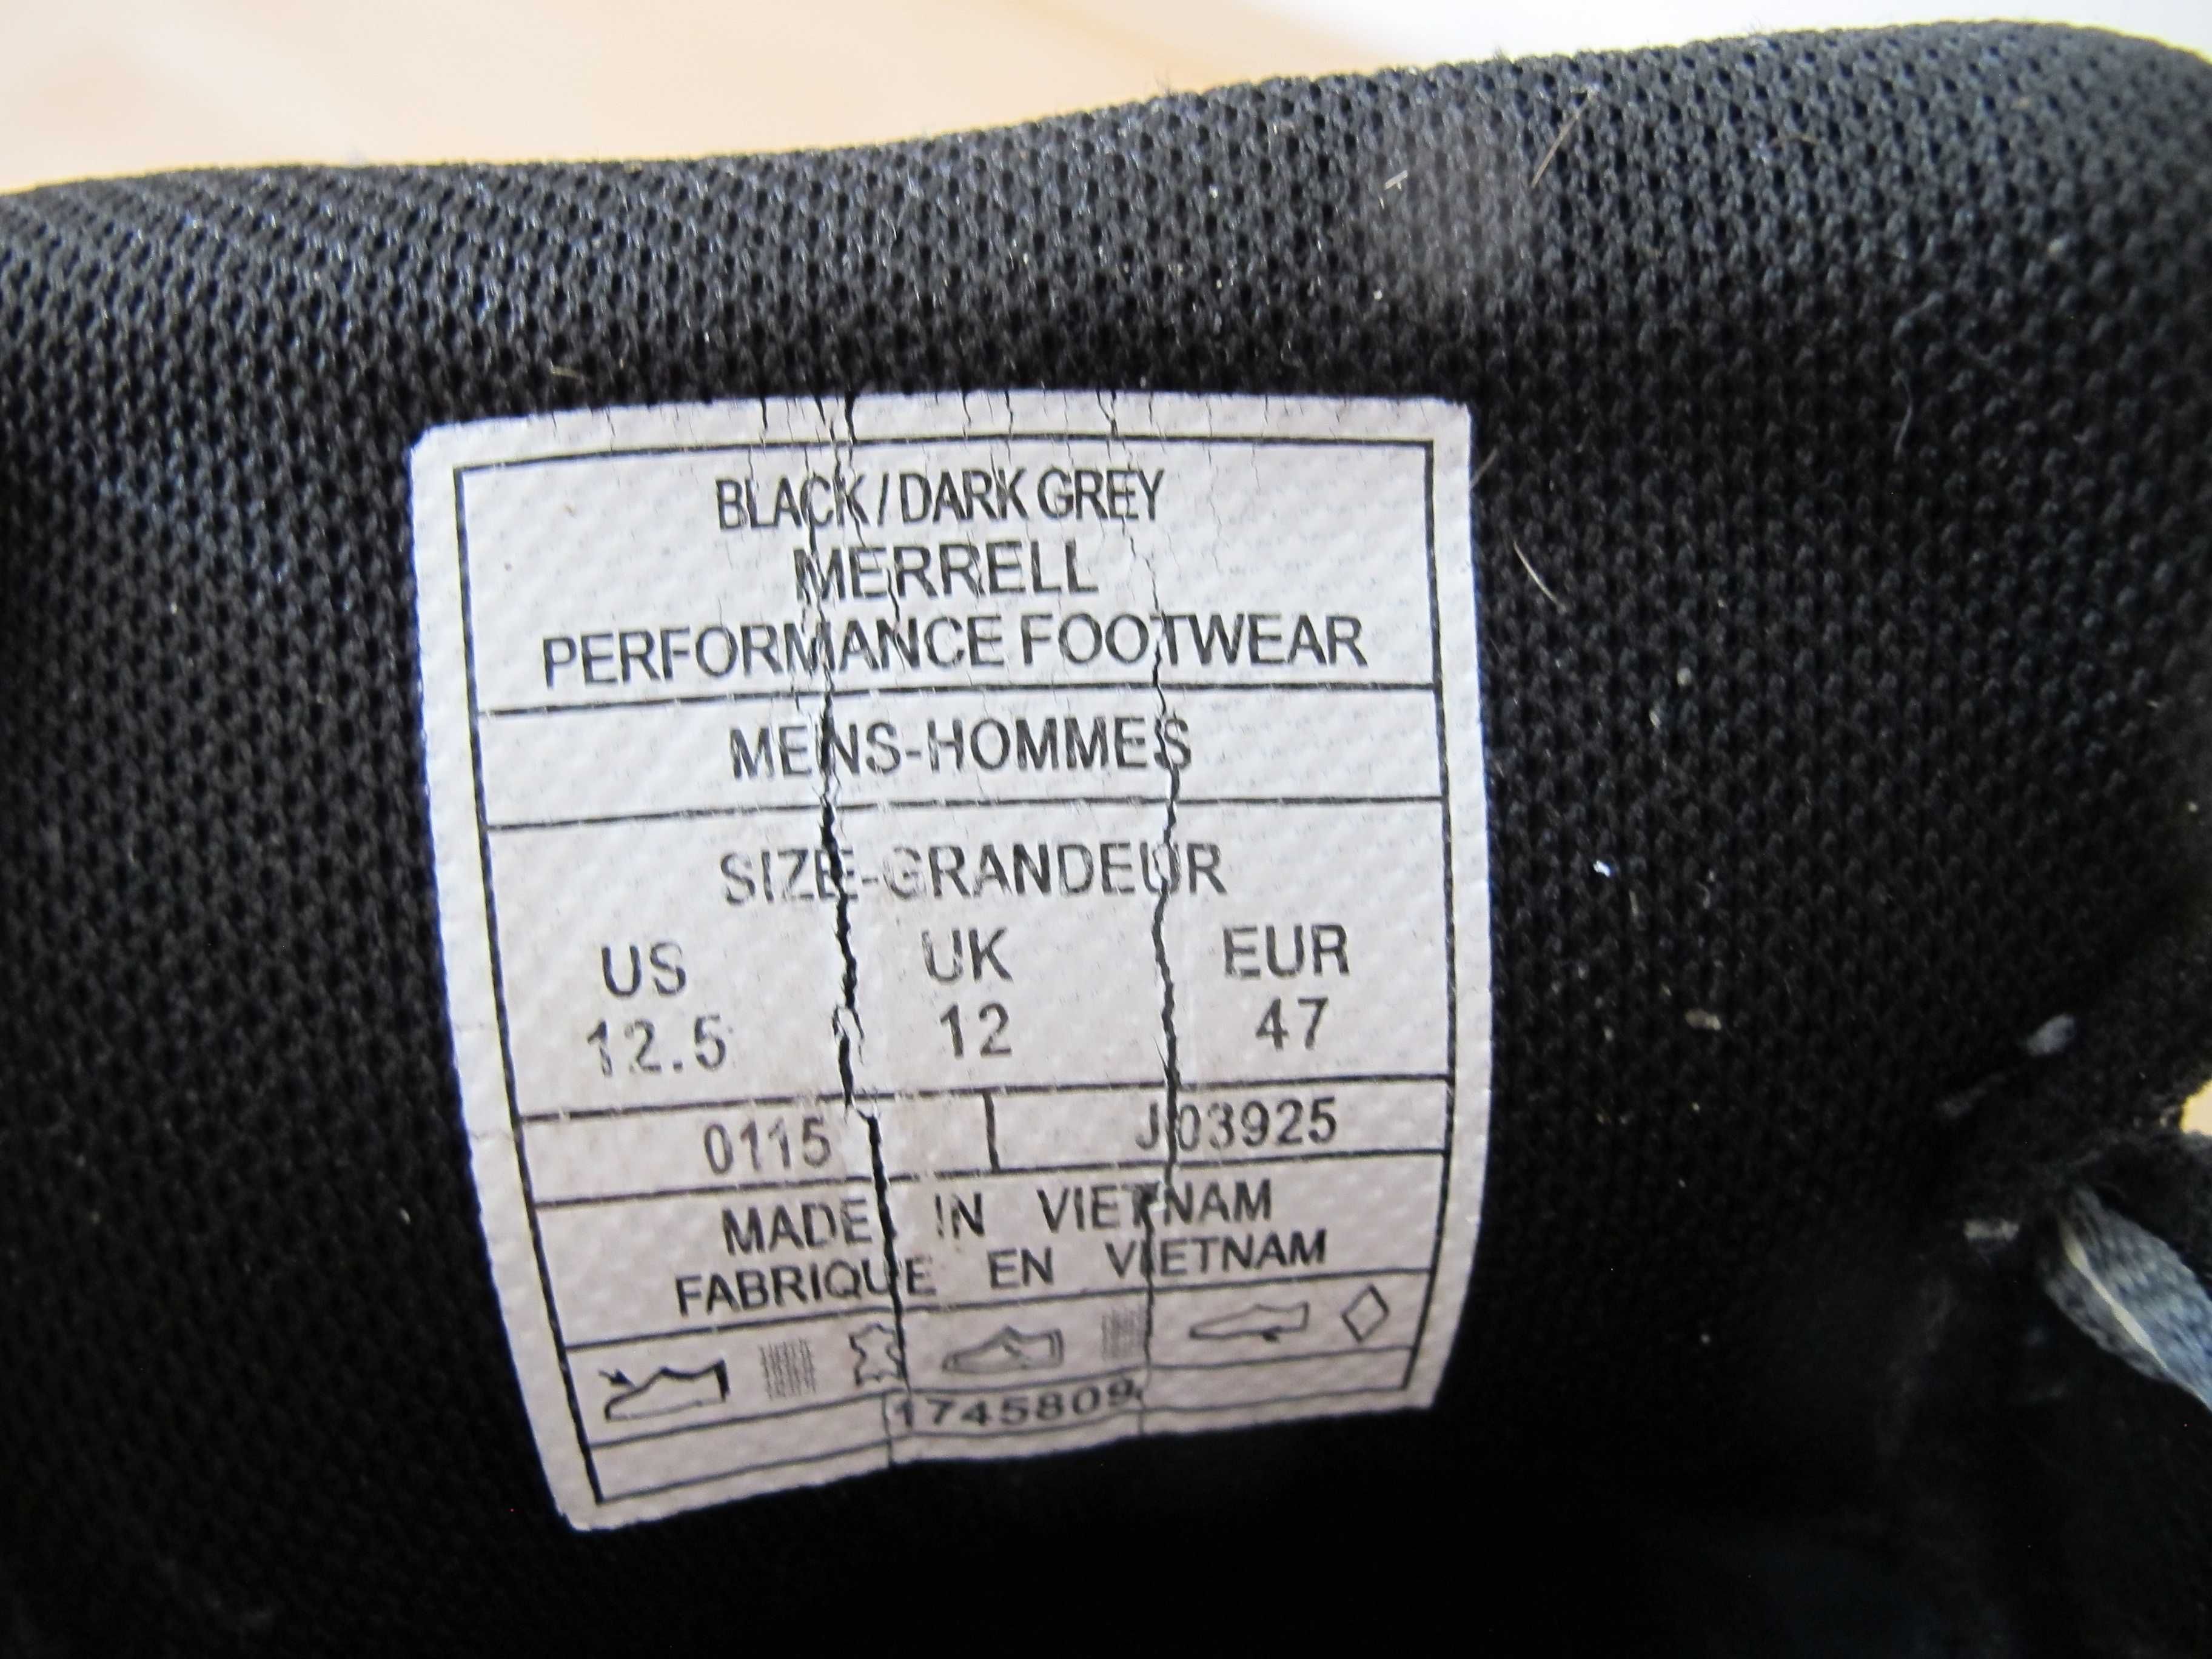 BLACK / DARK GREY
MERRELL
PERFORMANCE FOOTWEAR
MENS-HOMMES
SIZE-GRANDEUR
US UK EUR
12.5 12 47
0115 J03925
MADE IN VIETNAM
FABRIQUE EN VIETNAM
1745809